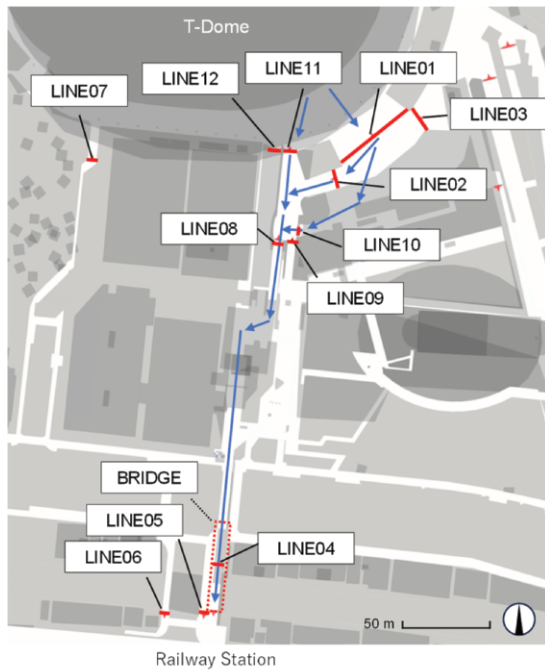 T-Dome
LINE12
LINE11
LINE01
LINE07
LINE03
LINE02
LINE08
LINE10
LINE09
BRIDGE
LINE05
LINE04
LINE06
50 m
Railway Station